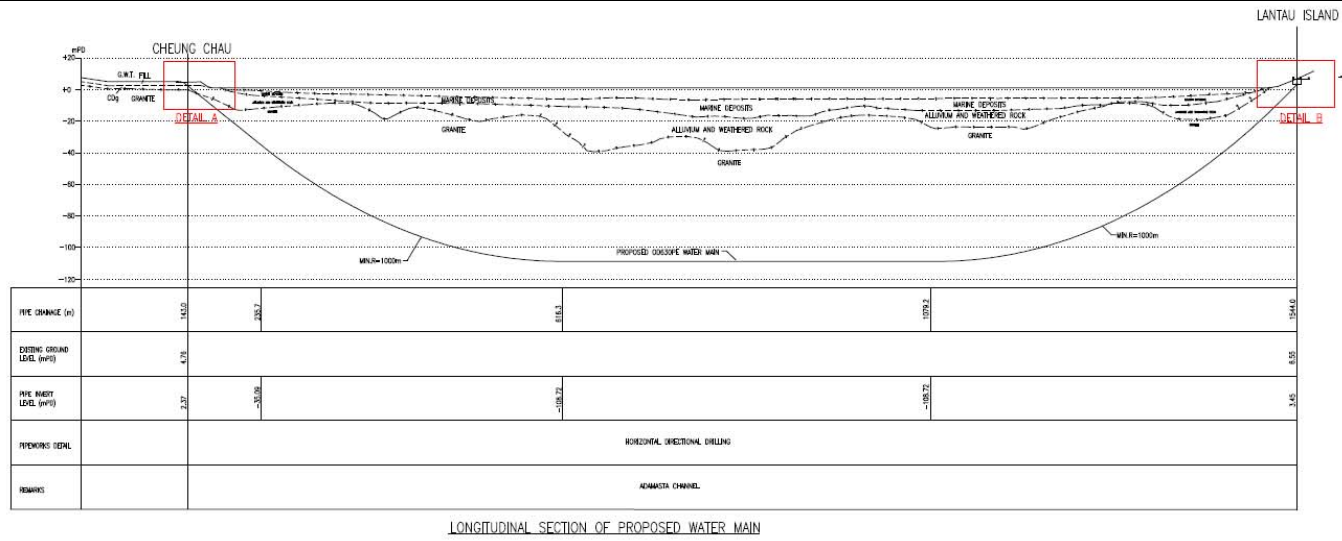 LANTAU ISLAND
mPD
CHEUNG CHAU
+20
G.W.T. FILL
+0
CDg GRANITE
DETAIL A
MARINE DEPOSITS
MARINE DEPOSITS
MARINE DEPOSITS
DETAIL B
-20
GRANITE
ALLUVIUM AND WEATHERED ROCK
ALLUVIUM AND WEATHERED ROCK
GRANITE
-40
GRANITE
-60
-80
MIN.R=1000m
-100
MIN.R=1000m
PROPOSED OD630PE WATER MAIN
-120
PIPE CHAINAGE (m)
143.0
235.7
616.3
1079.2
1544.0
EXISTING GROUND
LEVEL (mPD)
4.76
8.55
PIPE INVERT
LEVEL (mPD)
2.37
-35.09
-108.72
-108.72
3.45
PIPEWORKS DETAIL
HORIZONTAL DIRECTIONAL DRILLING
REMARKS
ADAMASTA CHANNEL
LONGITUDINAL SECTION OF PROPOSED WATER MAIN